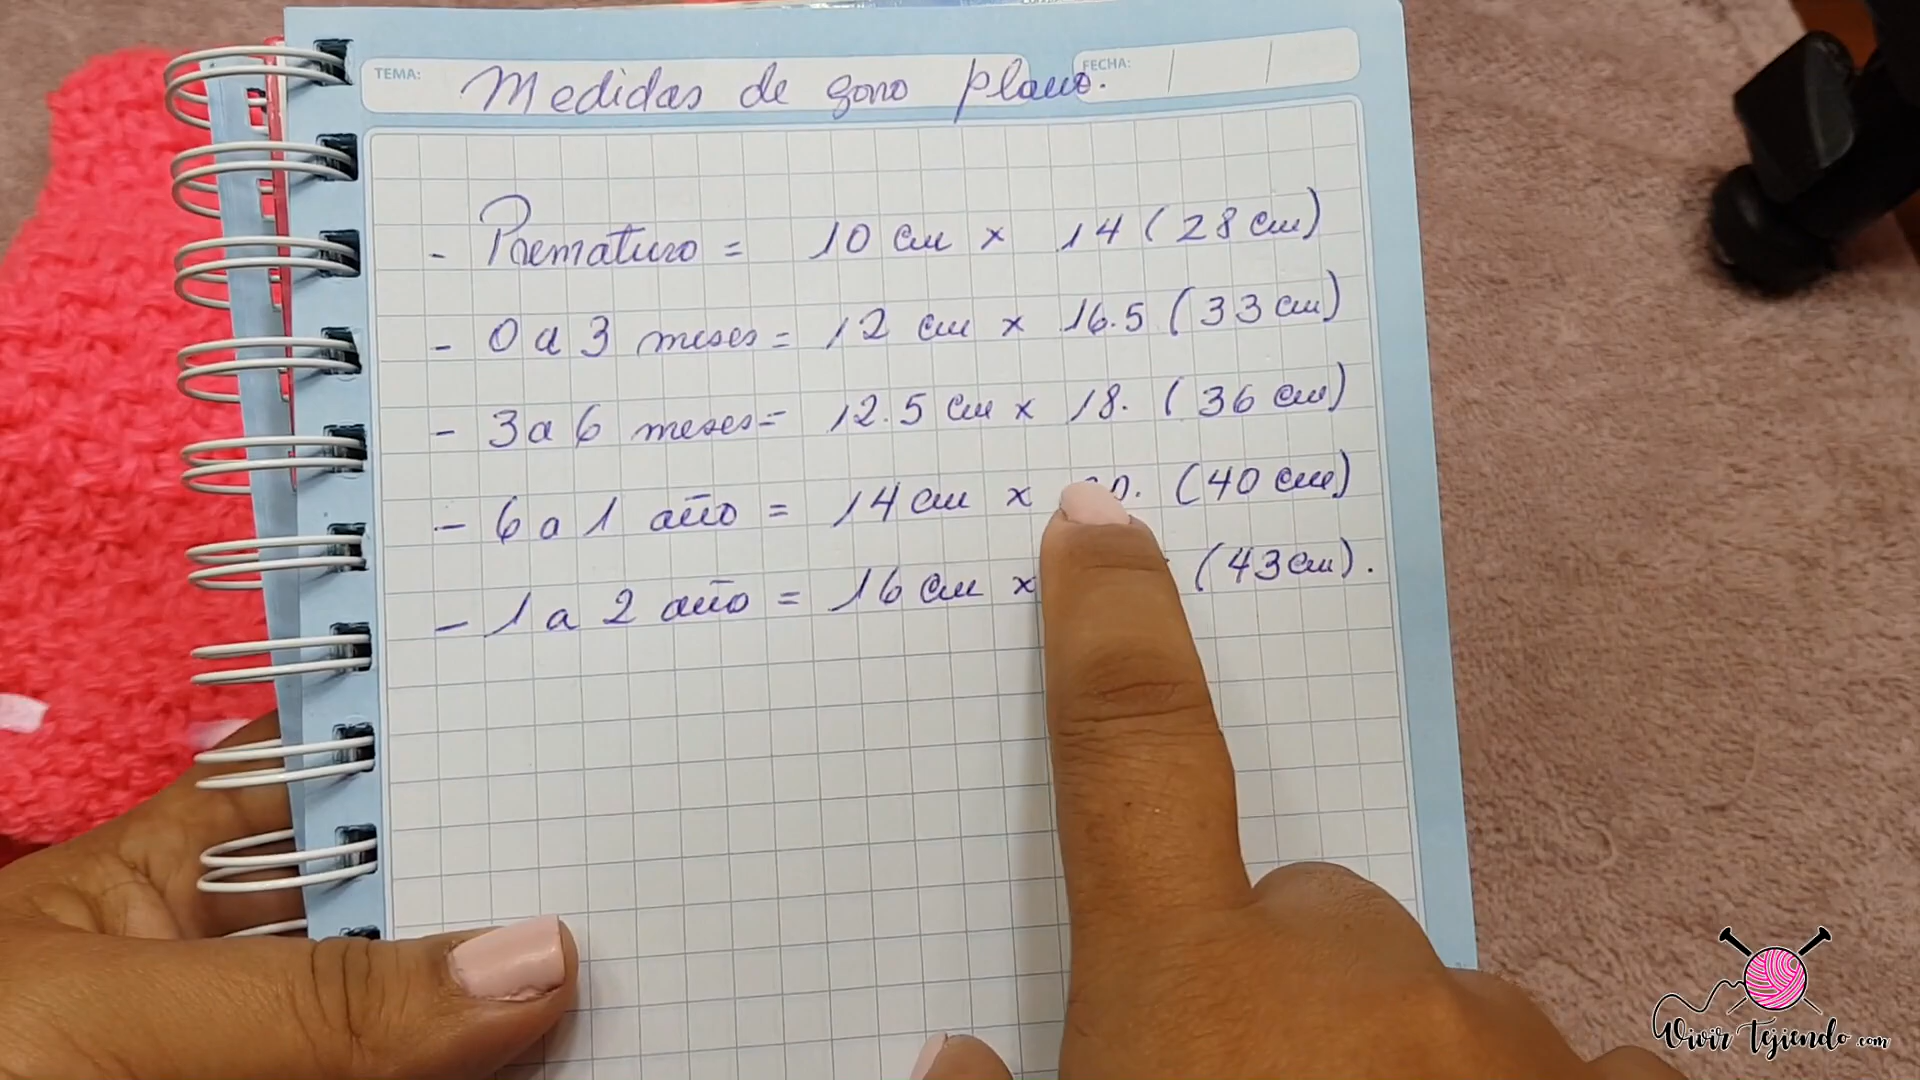 TEMA: Medidas de gorro plano. FECHA:
- Prematuro = 10 cm x 14 (28 cm)
- 0 a 3 meses = 12 cm x 16.5 (33 cm)
- 3 a 6 meses = 12.5 cm x 18. (36 cm)
- 6 a 1 año = 14 cm x 20. (40 cm)
- 1 a 2 año = 16 cm x (43 cm).
Vivir Tejiendo.com